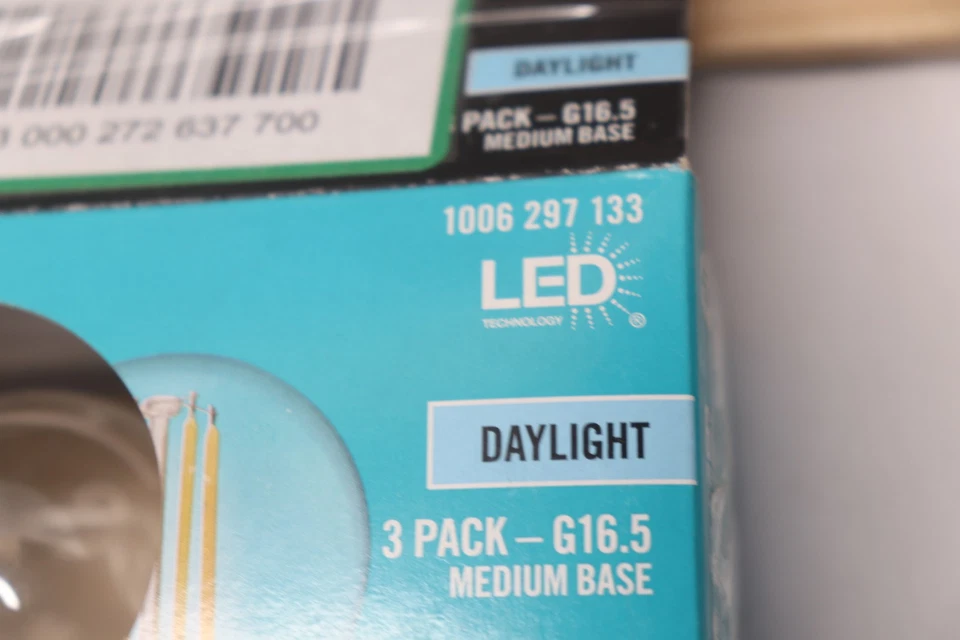 DAYLIGHT
PACK – G16.5
MEDIUM BASE
000 272 637 700
1006 297 133
LED
TECHNOLOGY
®
DAYLIGHT
3 PACK – G16.5
MEDIUM BASE